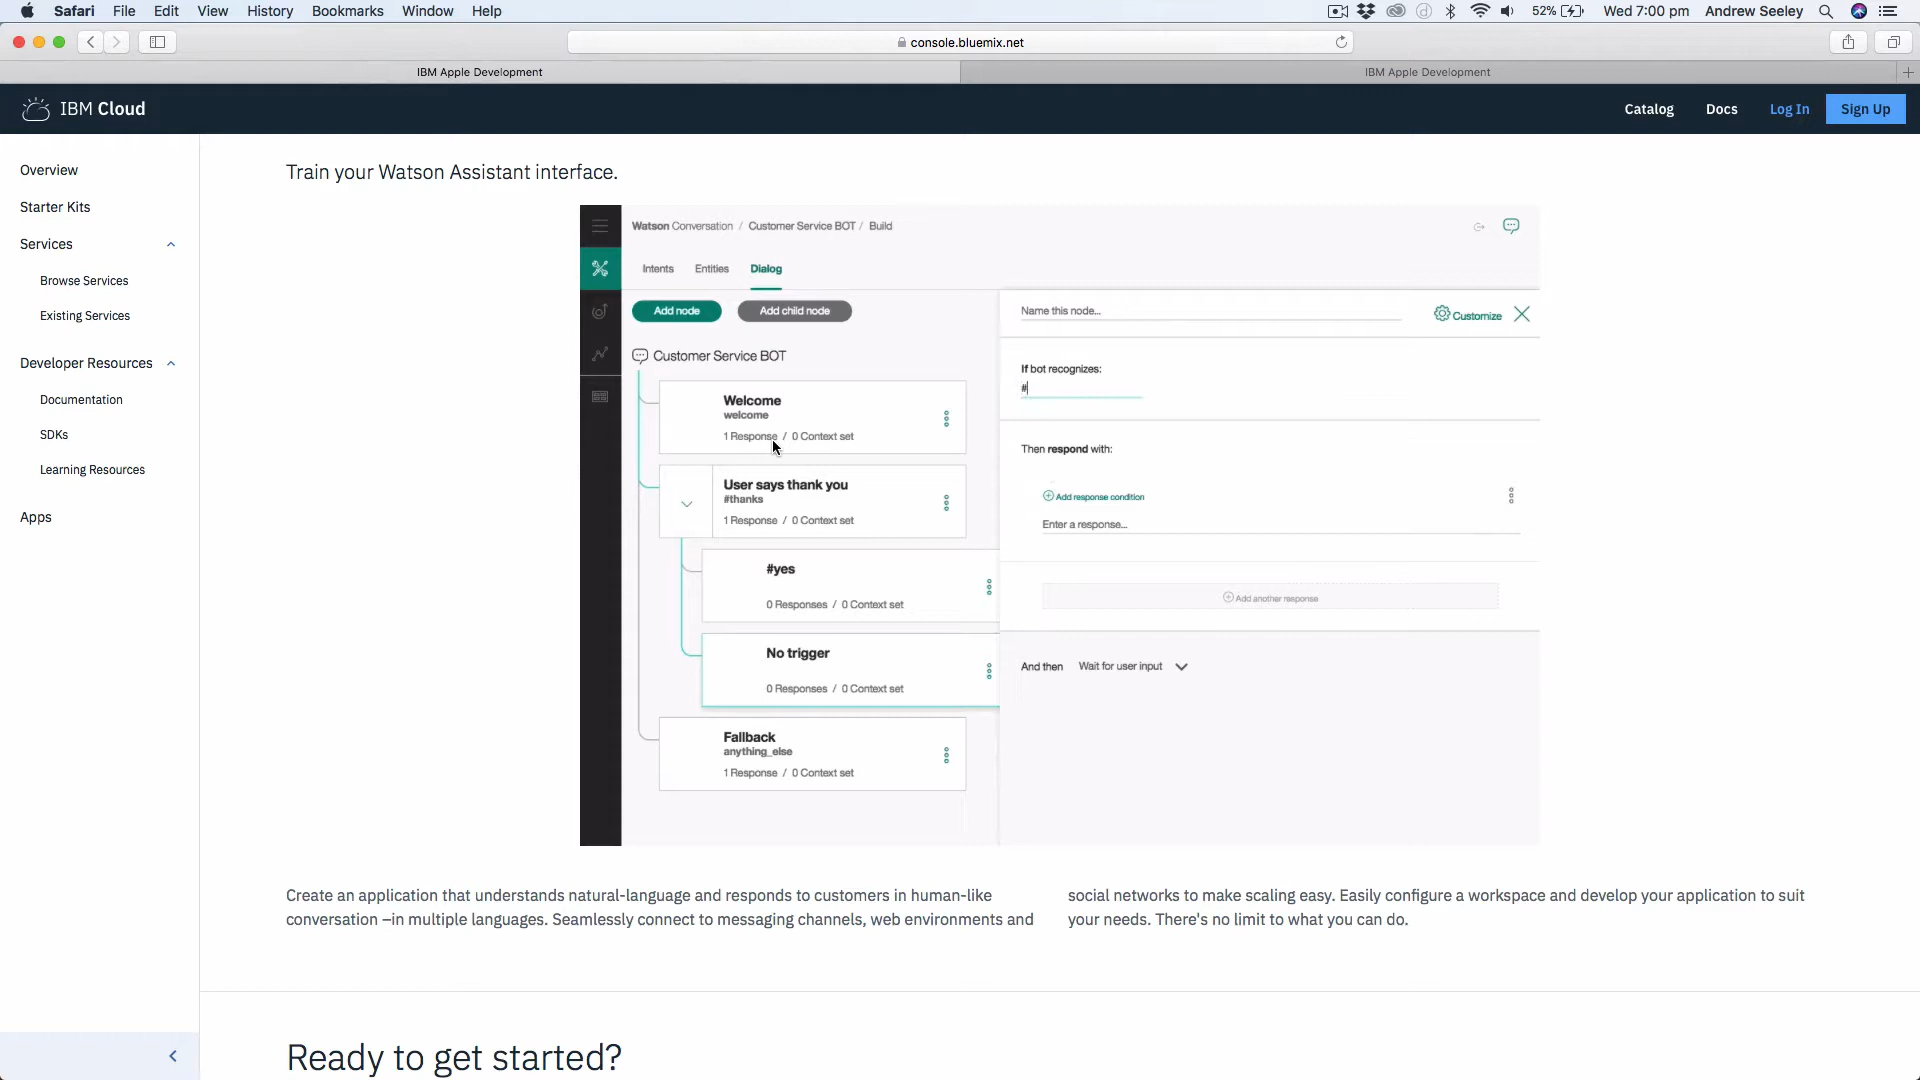 Safari File Edit View History Bookmarks Window Help 52% Wed 7:00 pm Andrew Seeley
console.bluemix.net
IBM Apple Development
IBM Apple Development
IBM Cloud
Catalog Docs Log In Sign Up
Overview
Starter Kits
Services
Browse Services
Existing Services
Developer Resources
Documentation
SDKs
Learning Resources
Apps
Train your Watson Assistant interface.
Watson Conversation / Customer Service BOT / Build
Intents Entities Dialog
Add node Add child node
Customer Service BOT
Welcome
welcome
1 Response / 0 Context set
User says thank you
#thanks
1 Response / 0 Context set
#yes
0 Responses / 0 Context set
No trigger
0 Responses / 0 Context set
Fallback
anything_else
1 Response / 0 Context set
Name this node...
Customize
If bot recognizes:
#
Then respond with:
Add response condition
Enter a response...
Add another response
And then Wait for user input
Create an application that understands natural-language and responds to customers in human-like
conversation –in multiple languages. Seamlessly connect to messaging channels, web environments and
social networks to make scaling easy. Easily configure a workspace and develop your application to suit
your needs. There's no limit to what you can do.
Ready to get started?